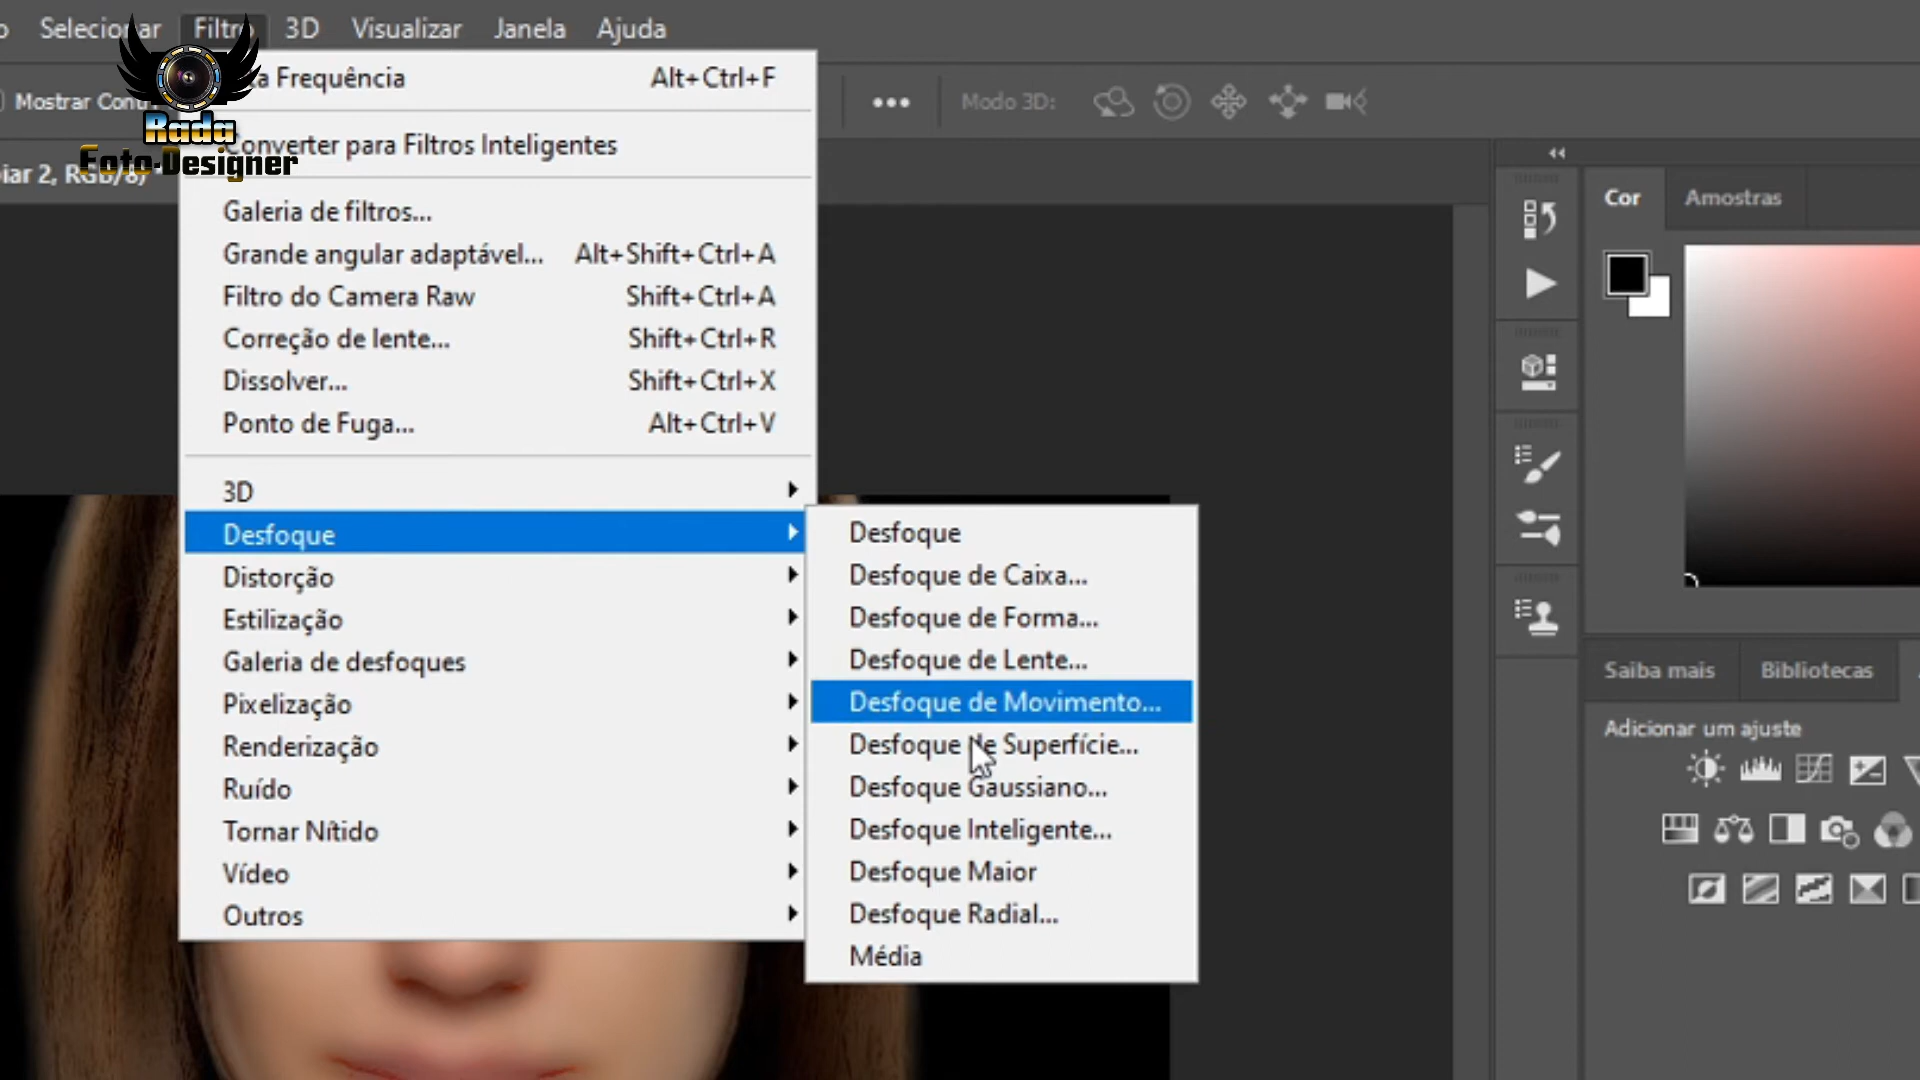 Selecionar Filtro 3D Visualizar Janela Ajuda
Frequência Alt+Ctrl+F
Mostrar
Modo 3D:
Rada
Foto-Designer
Converter para Filtros Inteligentes
iar 2, RGB/8) *
Galeria de filtros...
Grande angular adaptável... Alt+Shift+Ctrl+A
Filtro do Camera Raw Shift+Ctrl+A
Correção de lente... Shift+Ctrl+R
Dissolver... Shift+Ctrl+X
Ponto de Fuga... Alt+Ctrl+V
3D
Desfoque
Distorção
Estilização
Galeria de desfoques
Pixelização
Renderização
Ruído
Tornar Nítido
Vídeo
Outros
Desfoque
Desfoque de Caixa...
Desfoque de Forma...
Desfoque de Lente...
Desfoque de Movimento...
Desfoque de Superfície...
Desfoque Gaussiano...
Desfoque Inteligente...
Desfoque Maior
Desfoque Radial...
Média
Cor Amostras
Saiba mais Bibliotecas
Adicionar um ajuste